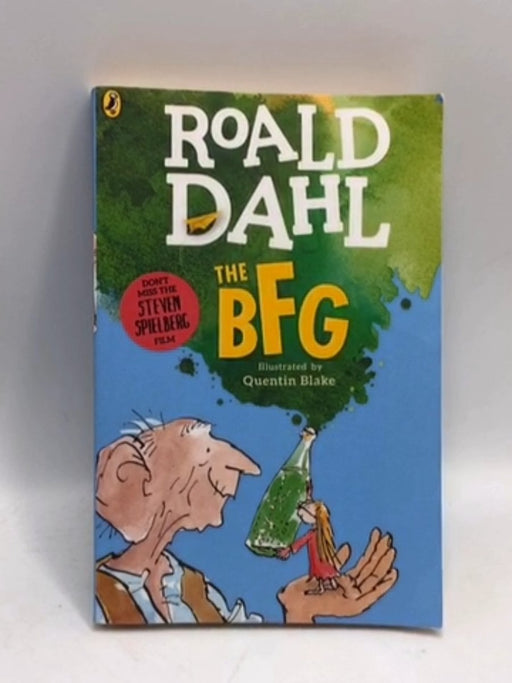 ROALD
DAHL
THE
BFG
DON'T
MISS THE
STEVEN
SPIELBERG
FILM
Illustrated by
Quentin Blake